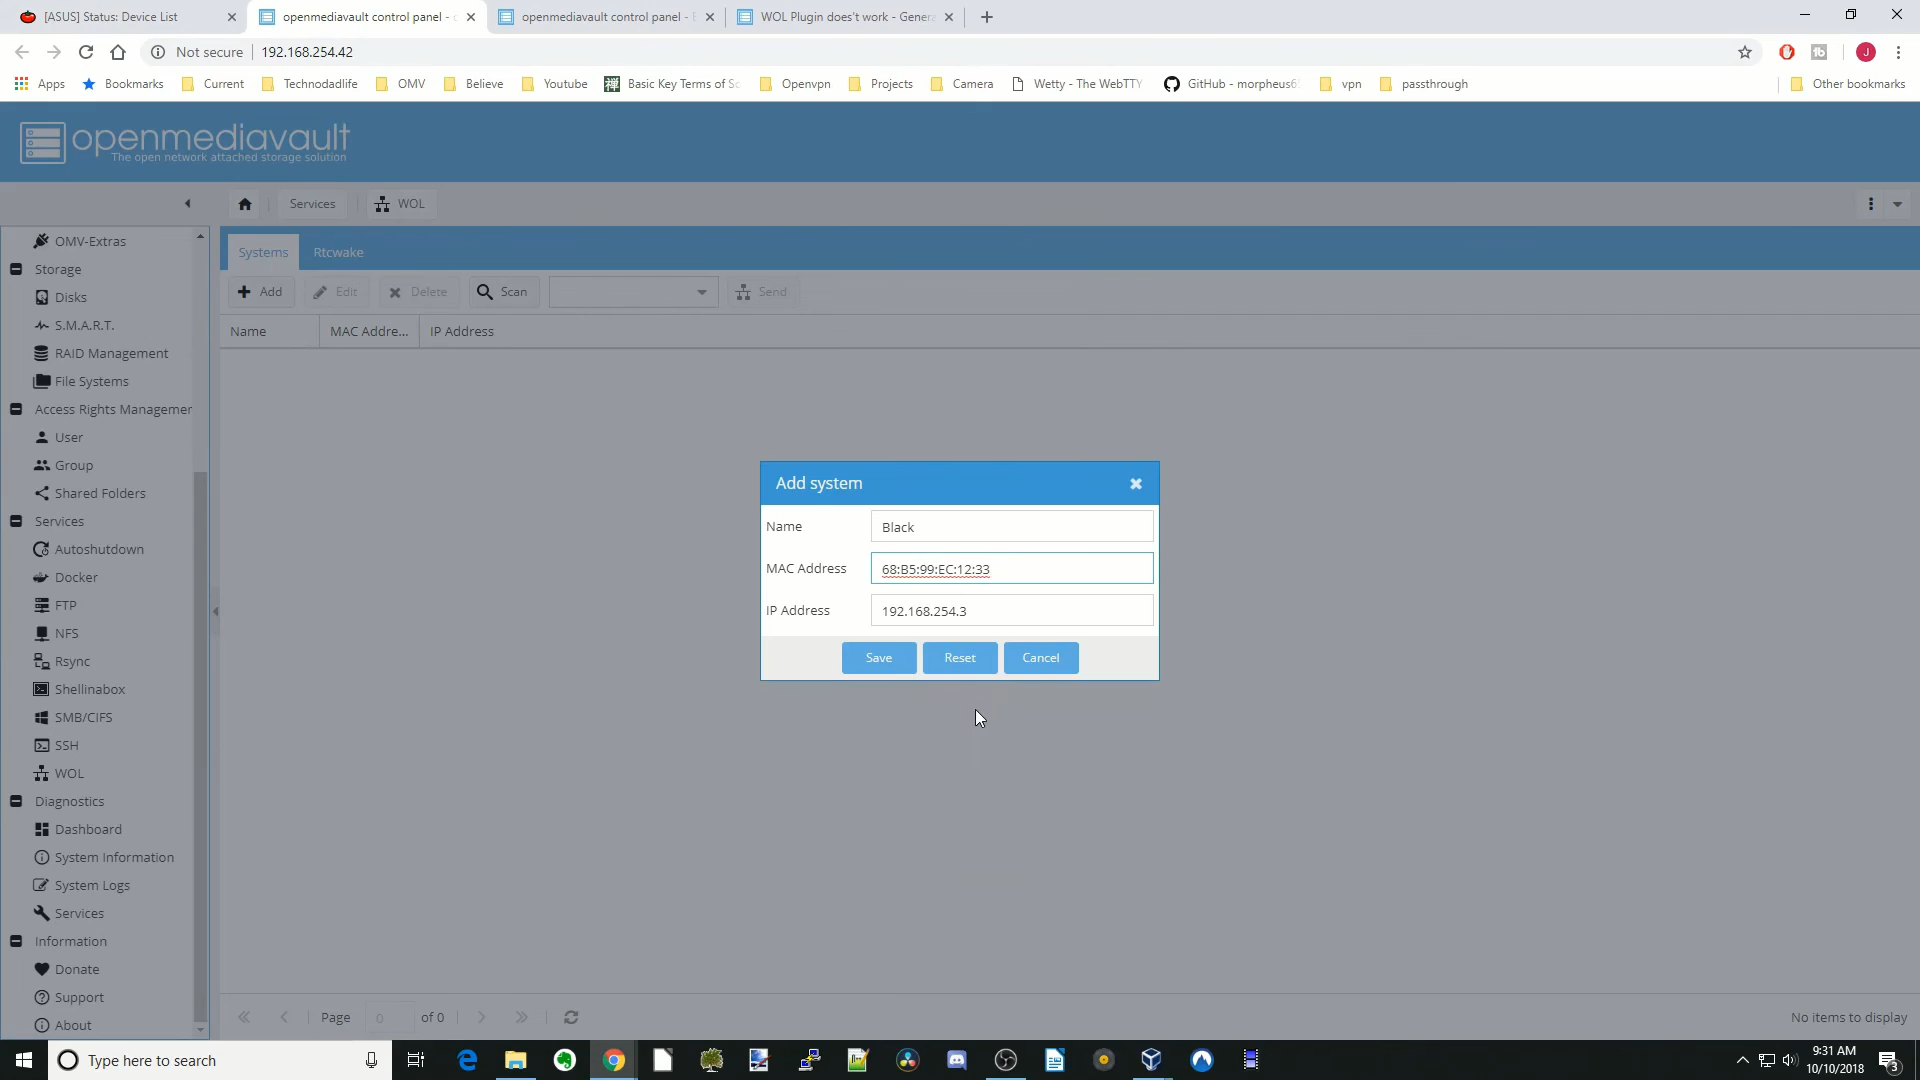 [ASUS] Status: Device List
openmediavault control panel - o
openmediavault control panel - E
WOL Plugin does't work - Genera
Not secure
192.168.254.42
Apps
Bookmarks
Current
Technodadlife
OMV
Believe
Youtube
Basic Key Terms of Sc
Openvpn
Projects
Camera
Wetty - The WebTTY
GitHub - morpheus6
vpn
passthrough
Other bookmarks
openmediavault
The open network attached storage solution
Services
WOL
OMV-Extras
Storage
Disks
S.M.A.R.T.
RAID Management
File Systems
Access Rights Managemen
User
Group
Shared Folders
Services
Autoshutdown
Docker
FTP
NFS
Rsync
Shellinabox
SMB/CIFS
SSH
WOL
Diagnostics
Dashboard
System Information
System Logs
Services
Information
Donate
Support
About
Systems
Rtcwake
Add
Edit
Delete
Scan
Send
Name
MAC Addre...
IP Address
Add system
Name
Black
MAC Address
68:B5:99:EC:12:33
IP Address
192.168.254.3
Save
Reset
Cancel
Page
0
of 0
No items to display
Type here to search
9:31 AM
10/10/2018
3